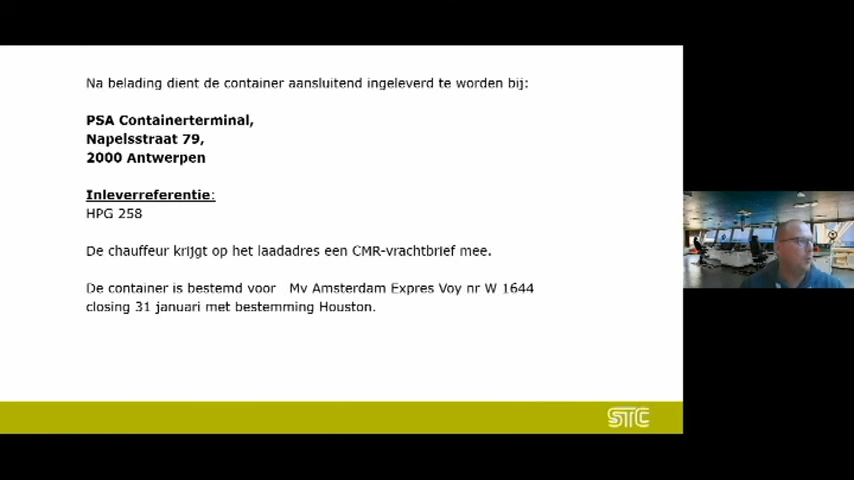 Na belading dient de container aansluitend ingeleverd te worden bij:
PSA Containerterminal,
Napelsstraat 79,
2000 Antwerpen
Inleverreferentie:
HPG 258
De chauffeur krijgt op het laadadres een CMR-vrachtbrief mee.
De container is bestemd voor Mv Amsterdam Expres Voy nr W 1644
closing 31 januari met bestemming Houston.
STC